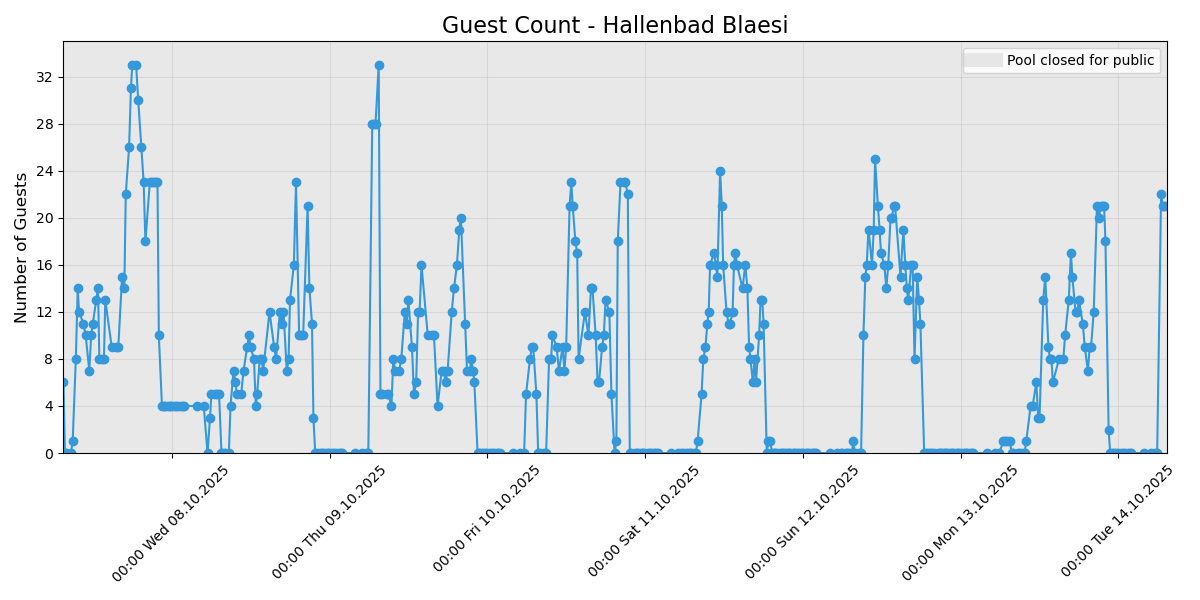 Guest Count - Hallenbad Blaesi
Pool closed for public
Number of Guests
32
28
24
20
16
12
8
4
0
00:00 Wed 08.10.2025
00:00 Thu 09.10.2025
00:00 Fri 10.10.2025
00:00 Sat 11.10.2025
00:00 Sun 12.10.2025
00:00 Mon 13.10.2025
00:00 Tue 14.10.2025